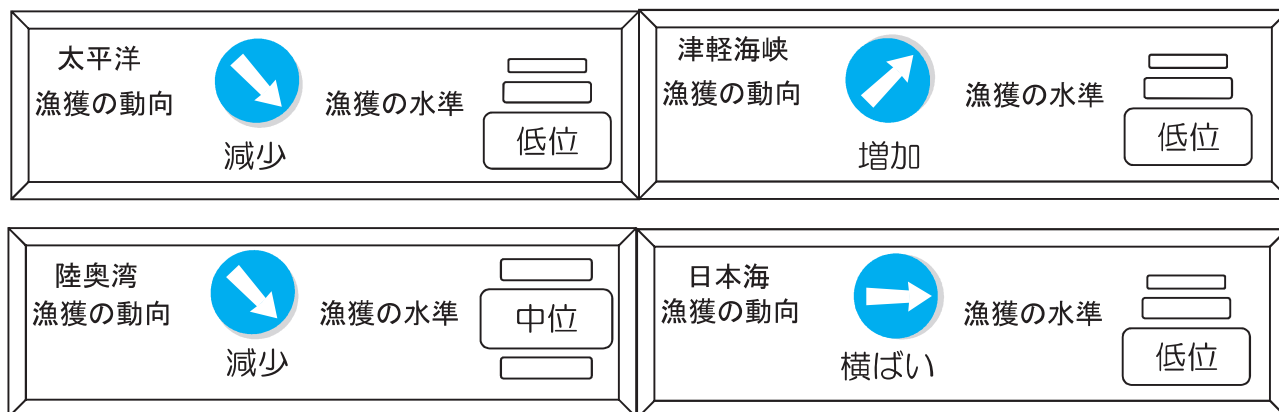 太平洋
漁獲の動向
減少
漁獲の水準
低位
津軽海峡
漁獲の動向
増加
漁獲の水準
低位
陸奥湾
漁獲の動向
減少
漁獲の水準
中位
日本海
漁獲の動向
横ばい
漁獲の水準
低位